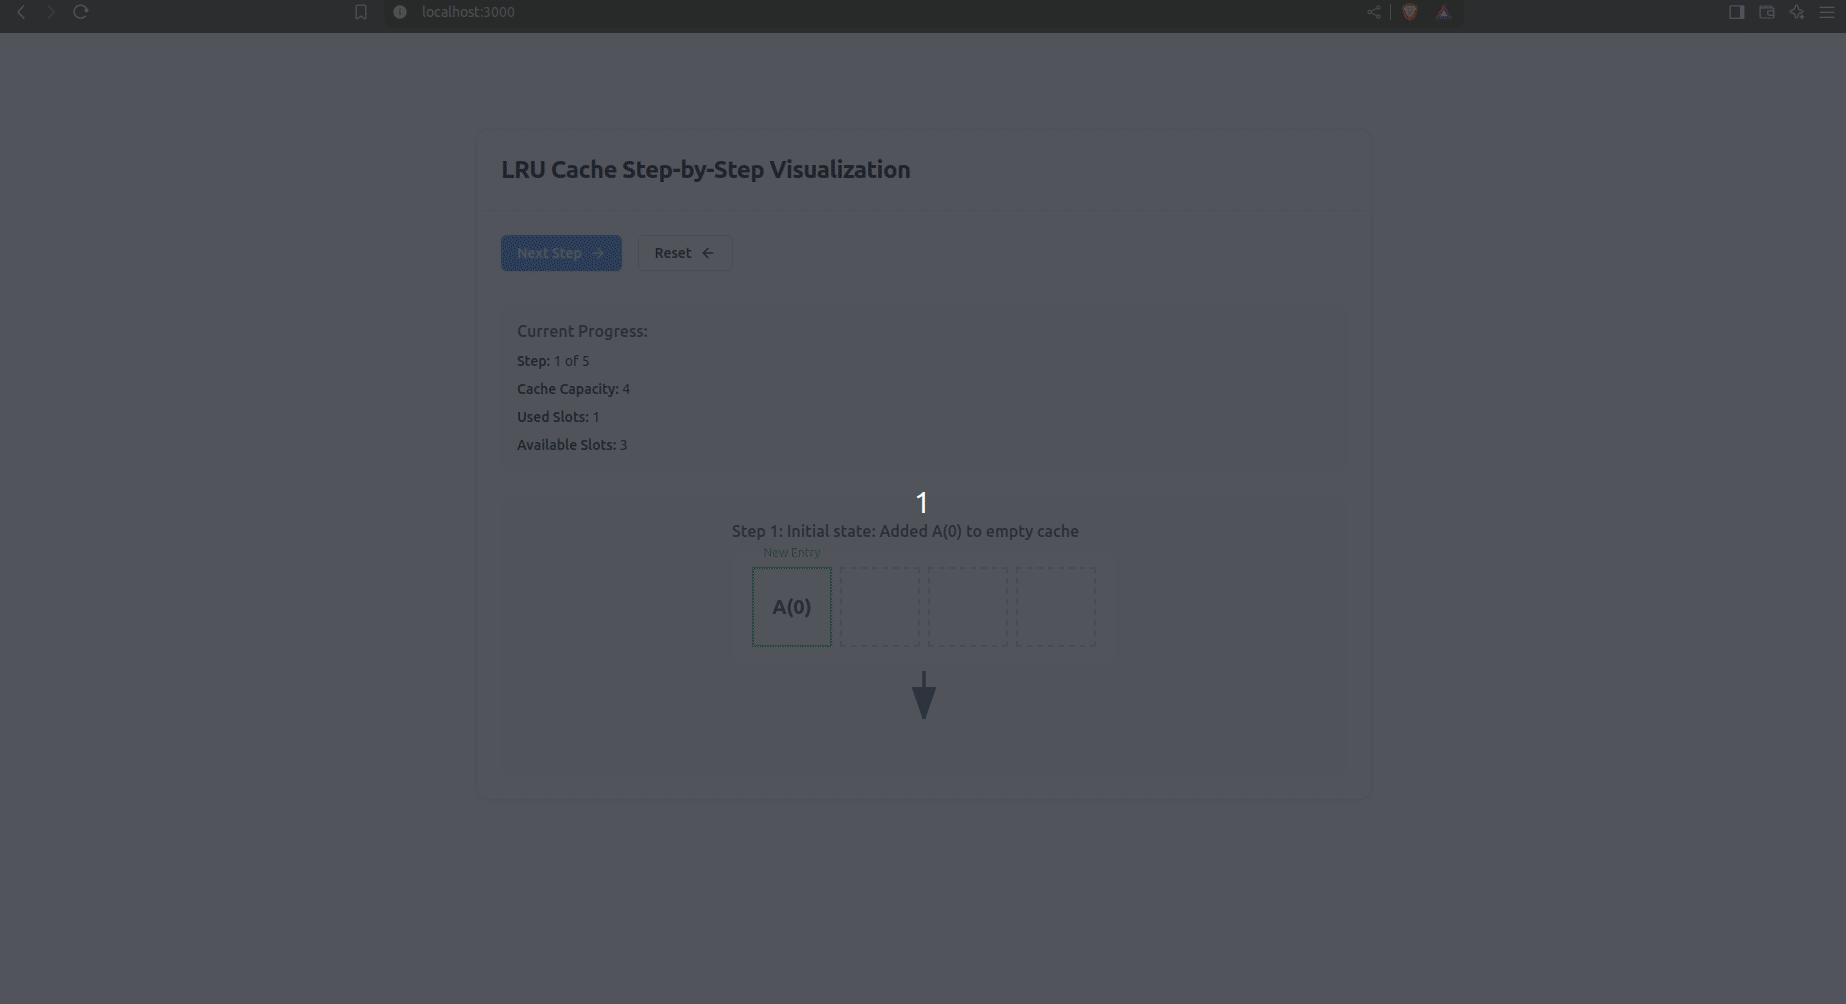 localhost:3000
LRU Cache Step-by-Step Visualization
Next Step → Reset ←
Current Progress:
Step: 1 of 5
Cache Capacity: 4
Used Slots: 1
Available Slots: 3
1
Step 1: Initial state: Added A(0) to empty cache
New Entry
A(0)